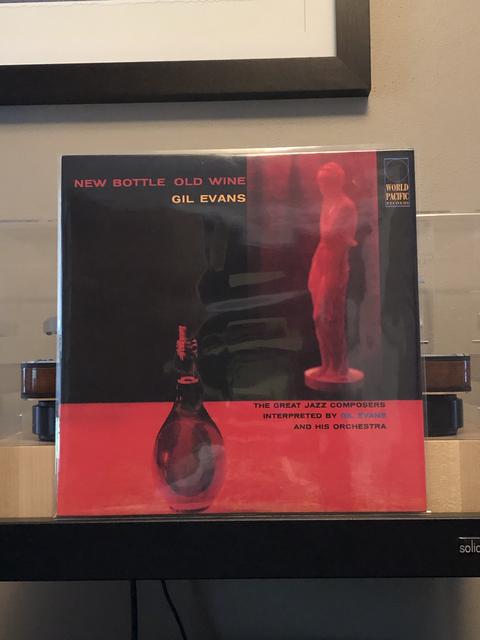 NEW BOTTLE OLD WINE
GIL EVANS
WORLD
PACIFIC
RECORDS
THE GREAT JAZZ COMPOSERS
INTERPRETED BY GIL EVANS
AND HIS ORCHESTRA
solid